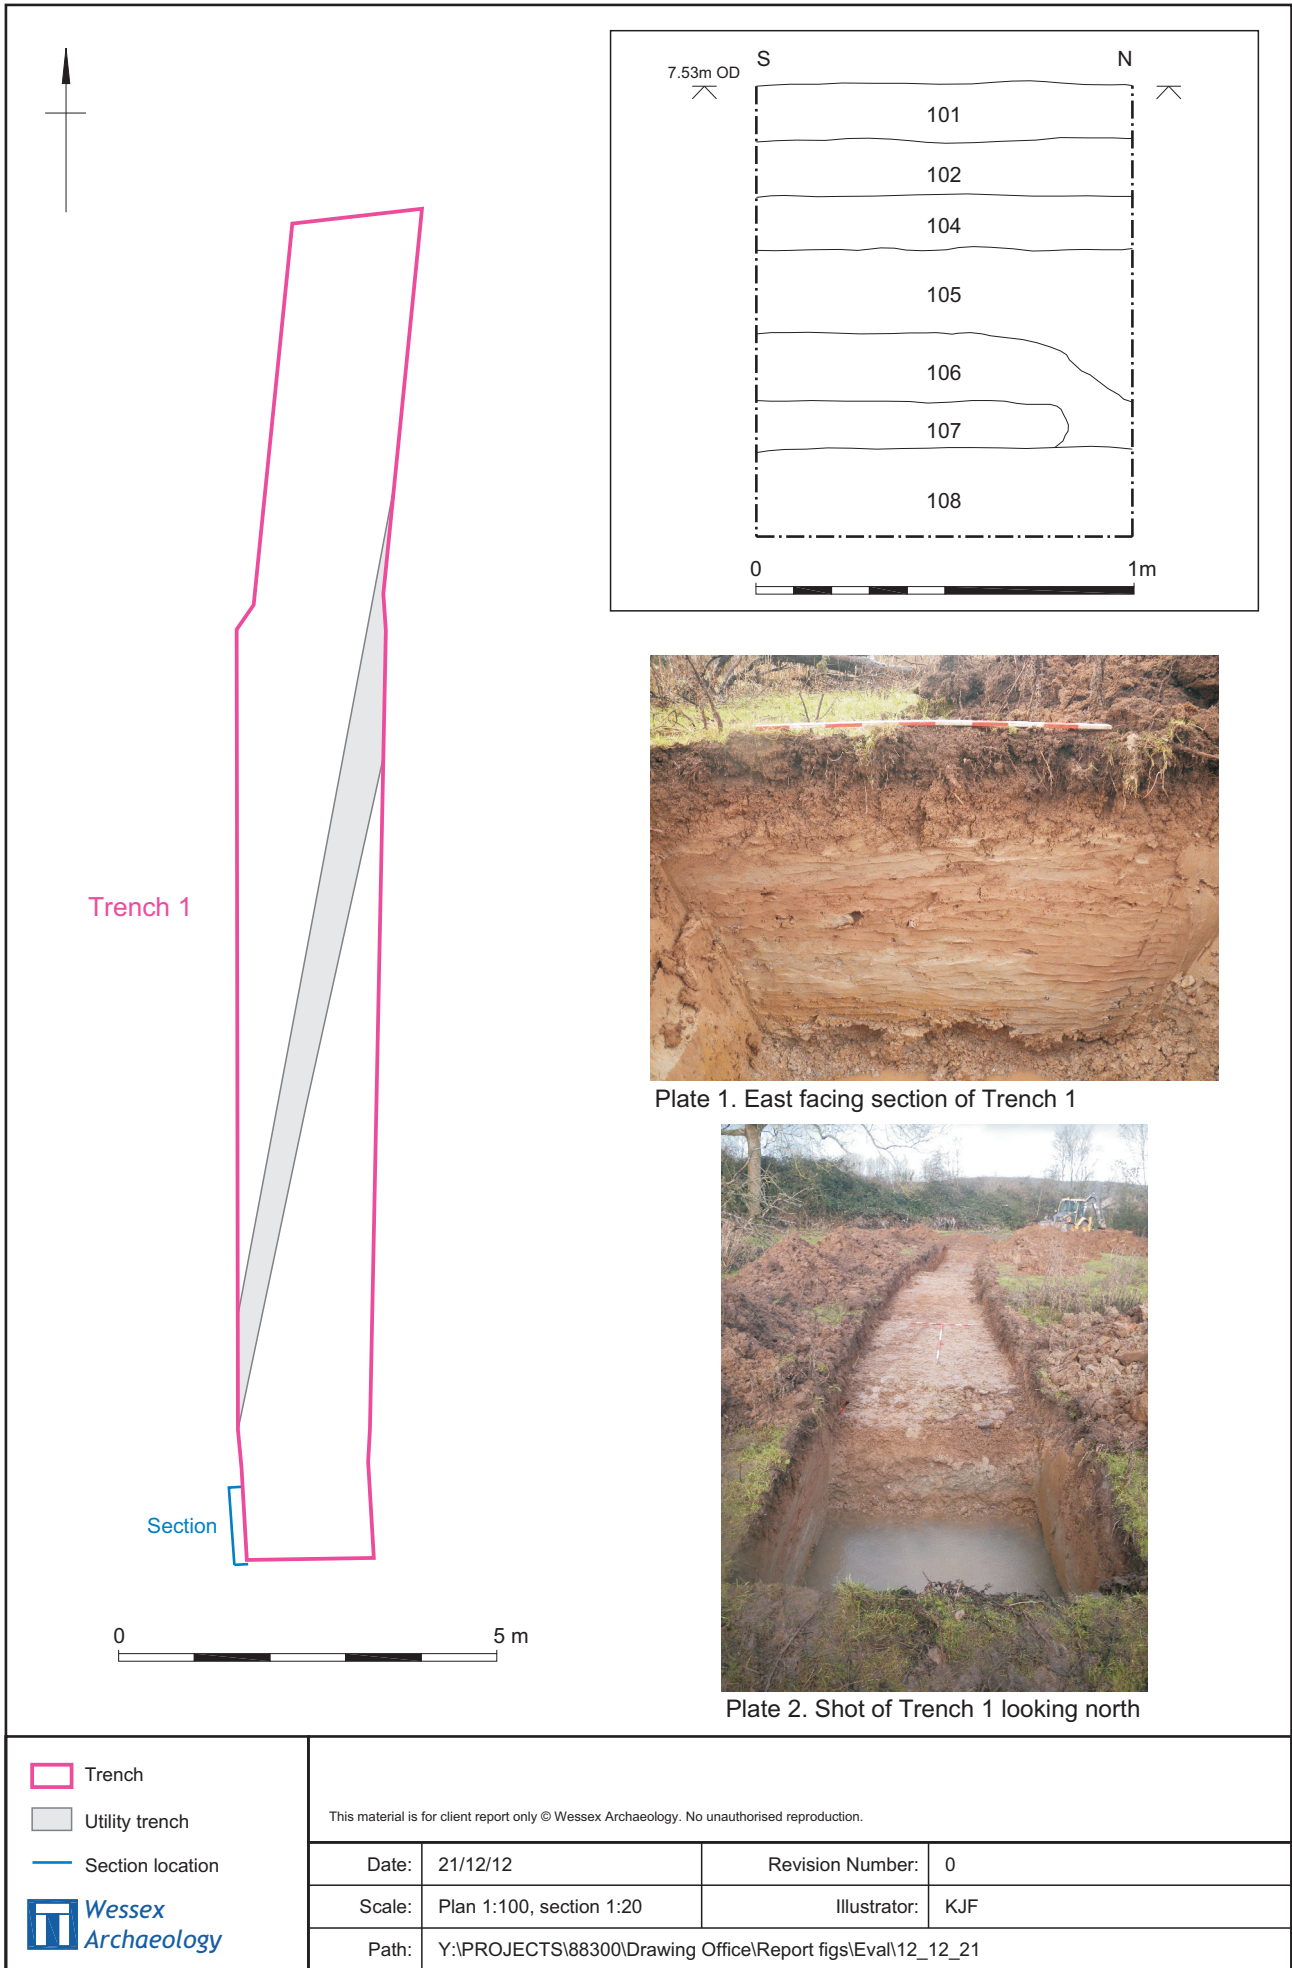 7.53m OD
S
N
101
102
104
105
106
107
108
0
1m
Trench 1
Plate 1. East facing section of Trench 1
Section
0
5 m
Plate 2. Shot of Trench 1 looking north
Trench
Utility trench
Section location
Wessex
Archaeology
This material is for client report only © Wessex Archaeology. No unauthorised reproduction.
Date: 21/12/12 Revision Number: 0
Scale: Plan 1:100, section 1:20 Illustrator: KJF
Path: Y:\PROJECTS\88300\Drawing Office\Report figs\Eval\12_12_21